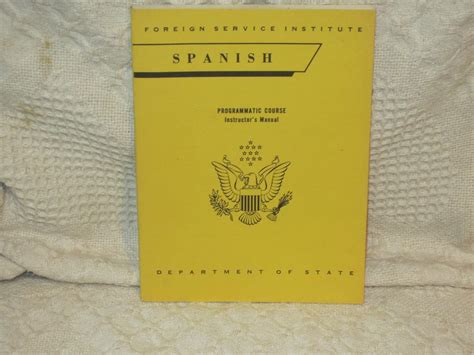 FOREIGN SERVICE INSTITUTE
SPANISH
PROGRAMMATIC COURSE
Instructor's Manual
DEPARTMENT OF STATE